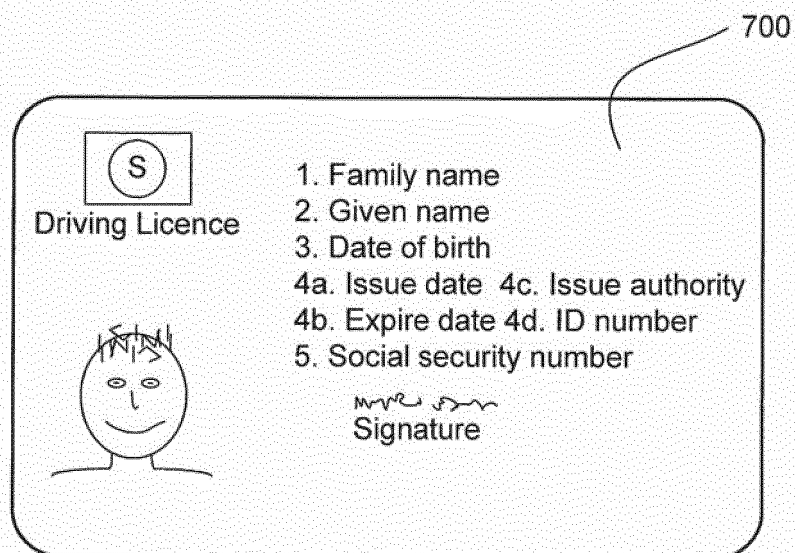 700
S
Driving Licence
1. Family name
2. Given name
3. Date of birth
4a. Issue date 4c. Issue authority
4b. Expire date 4d. ID number
5. Social security number
Signature